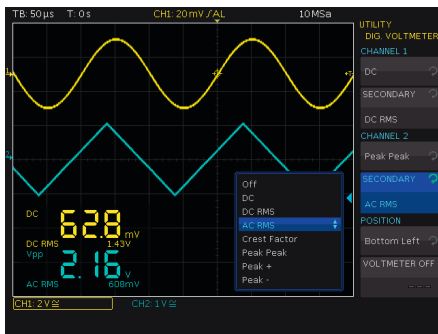 TB: 50µs T: 0s CH1: 20mV / AL 10MSa
UTILITY
DIG. VOLTMETER
CHANNEL 1
DC
SECONDARY
DC RMS
CHANNEL 2
Peak Peak
SECONDARY
AC RMS
POSITION
Bottom Left
VOLTMETER OFF
---
1
2
Off
DC
DC RMS
AC RMS
Crest Factor
Peak Peak
Peak +
Peak -
DC 62.8 mV
DC RMS 1.43V
Vpp 2.16 V
AC RMS 608mV
CH1: 2V≅ CH2: 1V≅